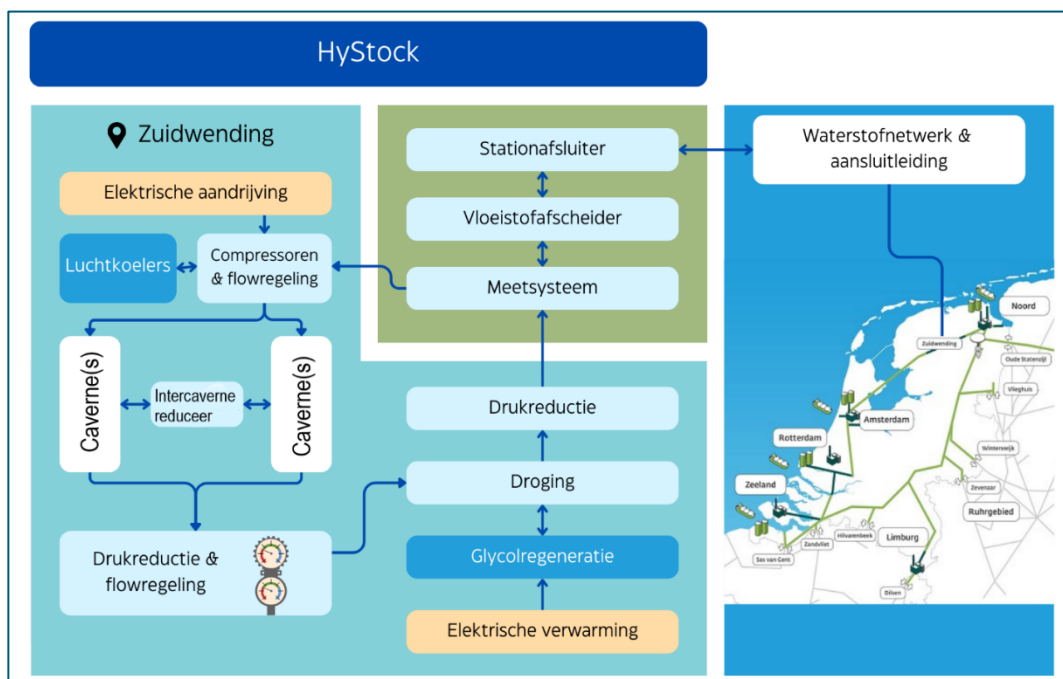 HyStock
Zuidwending
Elektrische aandrijving
Luchtkoelers
Compressoren
& flowregeling
Caverne(s)
Intercaverne
reduceer
Caverne(s)
Drukreductie &
flowregeling
Stationafsluiter
Vloeistofafscheider
Meetsysteem
Drukreductie
Droging
Glycolregeneratie
Elektrische verwarming
Waterstofnetwerk &
aansluitleiding
Noord
Zuidwending
Oude Statenzijl
Vlieghuis
Amsterdam
Rotterdam
Winterswijk
Zevenaar
Zeeland
Ruhrgebied
Hilvarenbeek
Limburg
Zandvliet
Sas van Gent
Dilsen